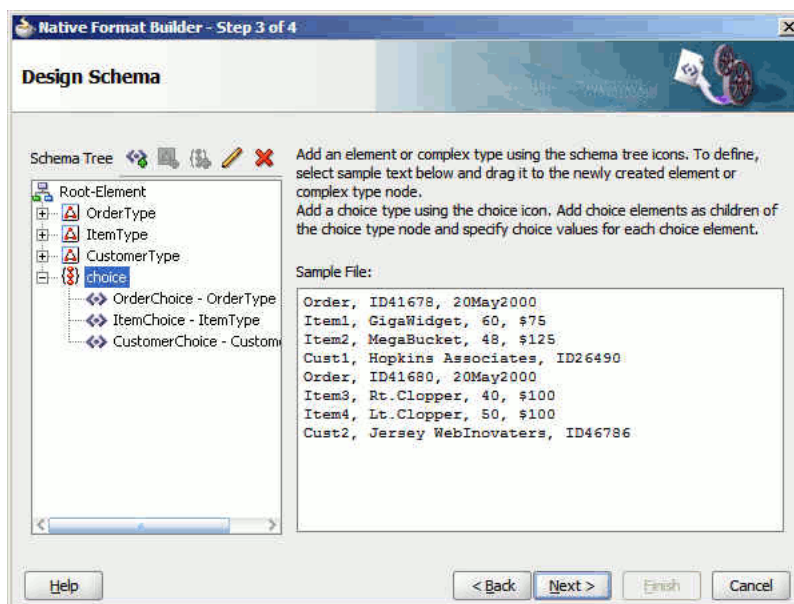 Native Format Builder - Step 3 of 4
Design Schema
Schema Tree
Root-Element
OrderType
ItemType
CustomerType
choice
OrderChoice - OrderType
ItemChoice - ItemType
CustomerChoice - Custom
Add an element or complex type using the schema tree icons. To define,
select sample text below and drag it to the newly created element or
complex type node.
Add a choice type using the choice icon. Add choice elements as children of
the choice type node and specify choice values for each choice element.
Sample File:
Order, ID41678, 20May2000
Item1, GigaWidget, 60, $75
Item2, MegaBucket, 48, $125
Cust1, Hopkins Associates, ID26490
Order, ID41680, 20May2000
Item3, Rt.Clopper, 40, $100
Item4, Lt.Clopper, 50, $100
Cust2, Jersey WebInovaters, ID46786
Help
< Back
Next >
Finish
Cancel